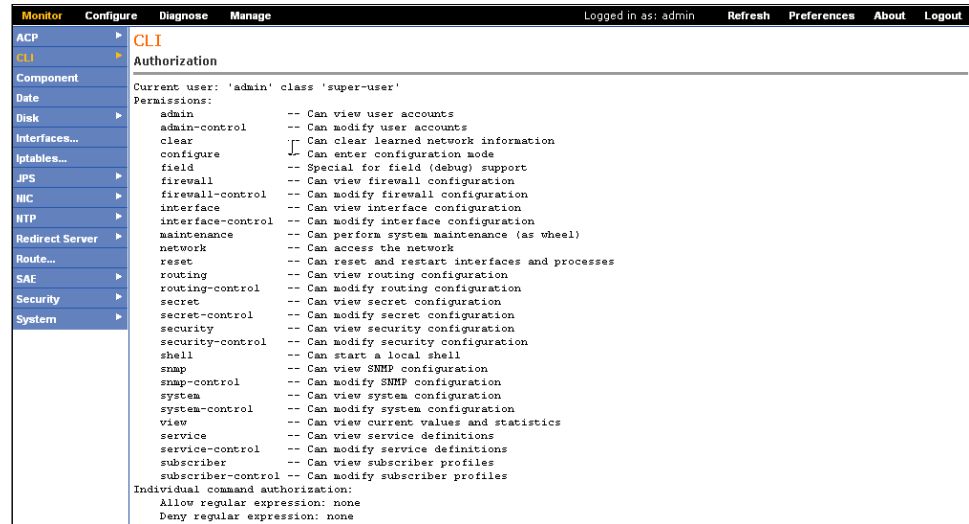 Monitor Configure Diagnose Manage Logged in as: admin Refresh Preferences About Logout
ACP
CLI
Component
Date
Disk
Interfaces...
Iptables...
JPS
NIC
NTP
Redirect Server
Route...
SAE
Security
System
CLI
Authorization
Current user: 'admin' class 'super-user'
Permissions:
admin -- Can view user accounts
admin-control -- Can modify user accounts
clear -- Can clear learned network information
configure -- Can enter configuration mode
field -- Special for field (debug) support
firewall -- Can view firewall configuration
firewall-control -- Can modify firewall configuration
interface -- Can view interface configuration
interface-control -- Can modify interface configuration
maintenance -- Can perform system maintenance (as wheel)
network -- Can access the network
reset -- Can reset and restart interfaces and processes
routing -- Can view routing configuration
routing-control -- Can modify routing configuration
secret -- Can view secret configuration
secret-control -- Can modify secret configuration
security -- Can view security configuration
security-control -- Can modify security configuration
shell -- Can start a local shell
snmp -- Can view SNMP configuration
snmp-control -- Can modify SNMP configuration
system -- Can view system configuration
system-control -- Can modify system configuration
view -- Can view current values and statistics
service -- Can view service definitions
service-control -- Can modify service definitions
subscriber -- Can view subscriber profiles
subscriber-control -- Can modify subscriber profiles
Individual command authorization:
Allow regular expression: none
Deny regular expression: none